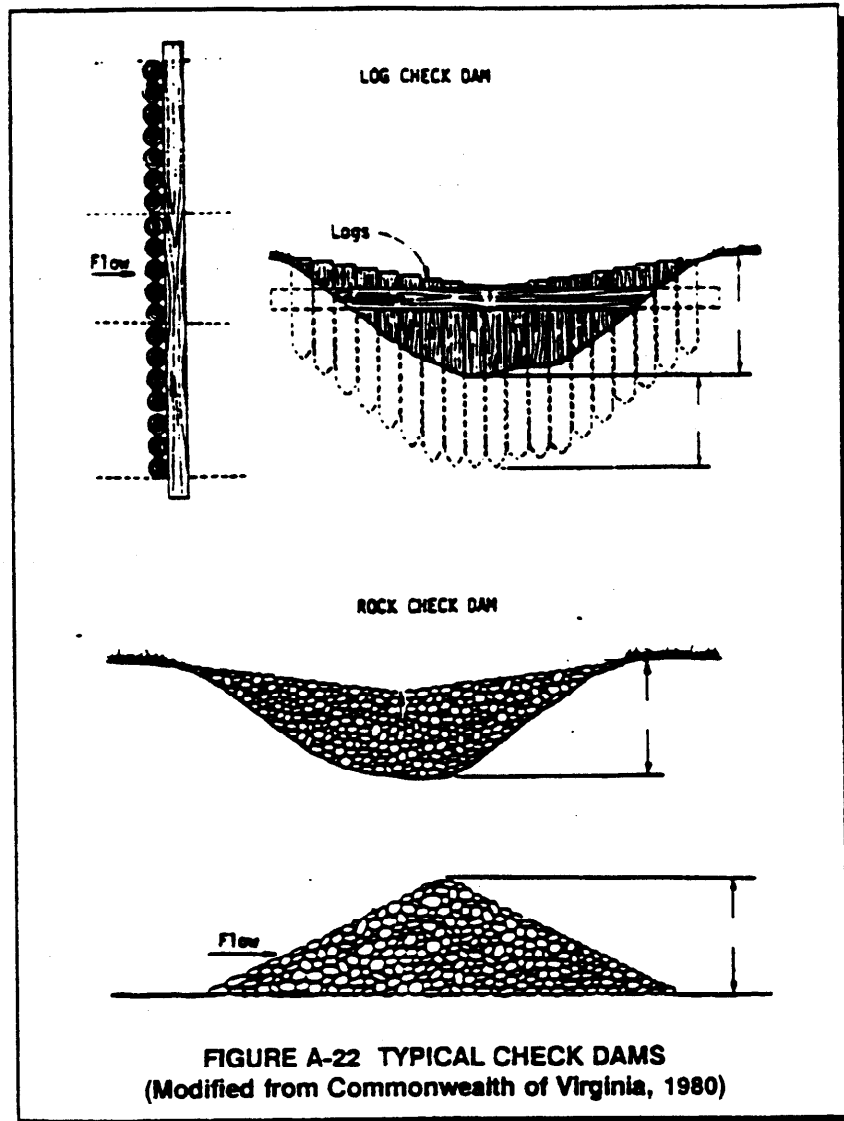 LOG CHECK DAM
Logs
Flow
ROCK CHECK DAM
Flow
FIGURE A-22 TYPICAL CHECK DAMS
(Modified from Commonwealth of Virginia, 1980)